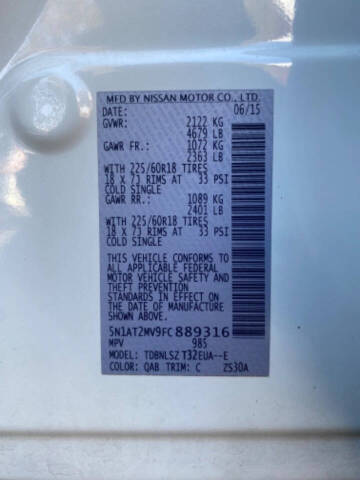 MFD BY NISSAN MOTOR CO., LTD.
DATE: 06/15
GVWR: 2122 KG
4679 LB
GAWR FR.: 1072 KG
2363 LB
WITH 225/60R18 TIRES
18 X 7J RIMS AT 33 PSI
COLD SINGLE
GAWR RR.: 1089 KG
2401 LB
WITH 225/60R18 TIRES
18 X 7J RIMS AT 33 PSI
COLD SINGLE
THIS VEHICLE CONFORMS TO
ALL APPLICABLE FEDERAL
MOTOR VEHICLE SAFETY AND
THEFT PREVENTION
STANDARDS IN EFFECT ON THE
DATE OF MANUFACTURE
SHOWN ABOVE.
5N1AT2MV9FC889316
MPV 985
MODEL: TDBNLSZ T32EUA--E
COLOR: QAB TRIM: C ZS30A